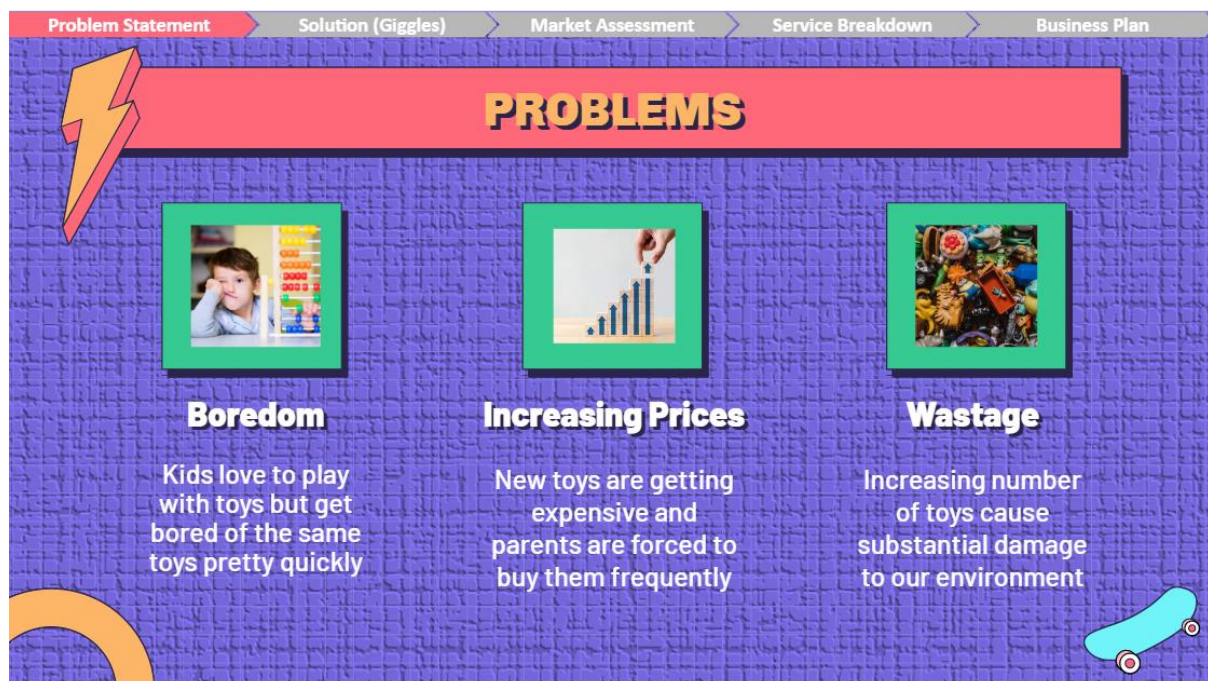 Problem Statement
Solution (Giggles)
Market Assessment
Service Breakdown
Business Plan
PROBLEMS
Boredom
Kids love to play
with toys but get
bored of the same
toys pretty quickly
Increasing Prices
New toys are getting
expensive and
parents are forced to
buy them frequently
Wastage
Increasing number
of toys cause
substantial damage
to our environment